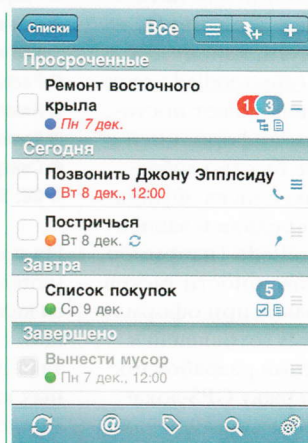 Списки Все
Просроченные
Ремонт восточного
крыла 1 3
Пн 7 дек.
Сегодня
Позвонить Джону Эпплсиду
Вт 8 дек., 12:00
Постричься
Вт 8 дек.
Завтра
Список покупок 5
Ср 9 дек.
Завершено
Вынести мусор
Пн 7 дек., 12:00